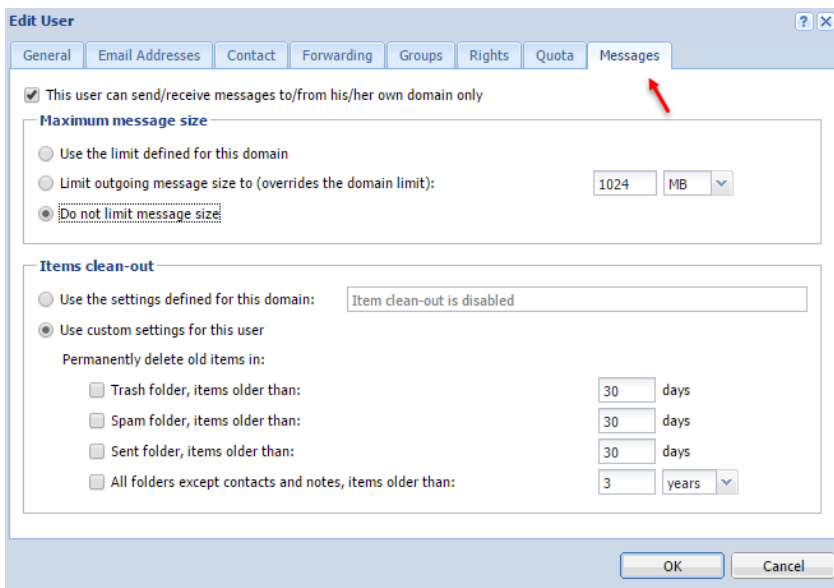 Edit User
? X
General Email Addresses Contact Forwarding Groups Rights Quota Messages
This user can send/receive messages to/from his/her own domain only
Maximum message size
Use the limit defined for this domain
Limit outgoing message size to (overrides the domain limit): 1024 MB
Do not limit message size
Items clean-out
Use the settings defined for this domain: Item clean-out is disabled
Use custom settings for this user
Permanently delete old items in:
Trash folder, items older than: 30 days
Spam folder, items older than: 30 days
Sent folder, items older than: 30 days
All folders except contacts and notes, items older than: 3 years
OK Cancel